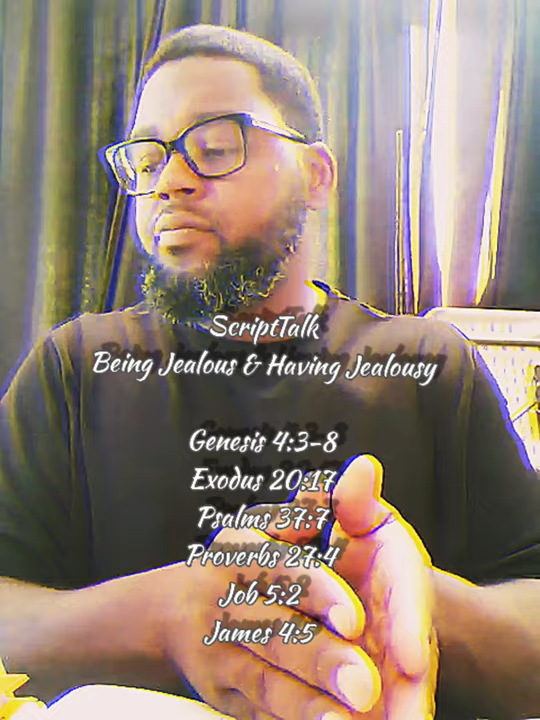 ScriptTalk
Being Jealous & Having Jealousy
Genesis 4:3-8
Exodus 20:17
Psalms 37:7
Proverbs 27:4
Job 5:2
James 4:5